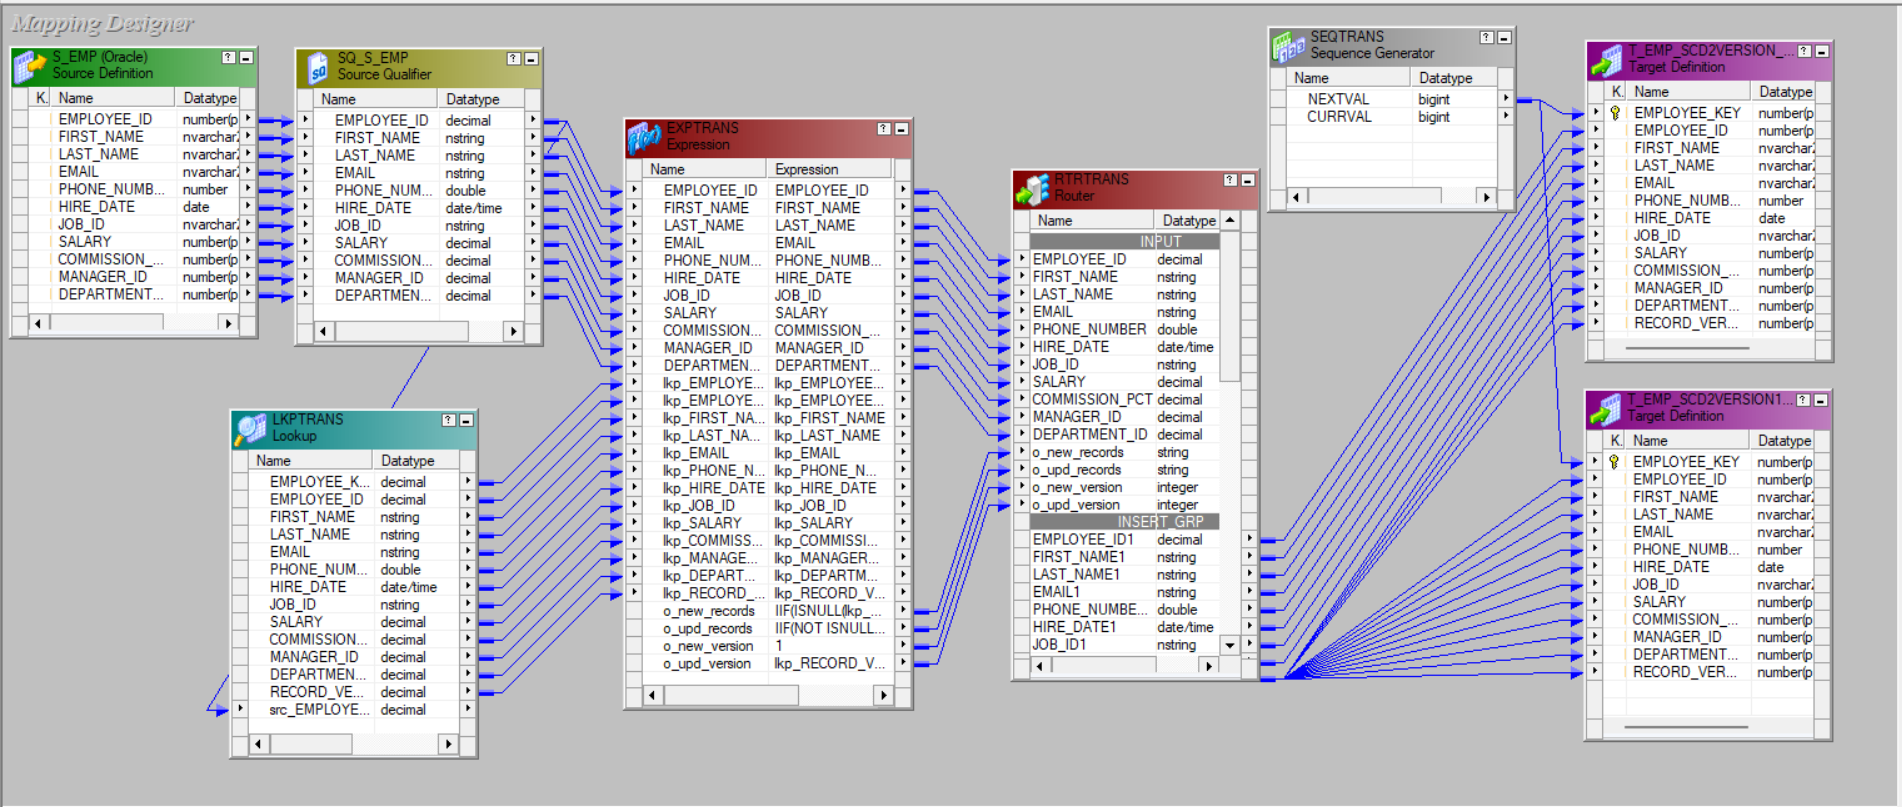 Mapping Designer
S_EMP (Oracle)
Source Definition
K. Name Datatype
EMPLOYEE_ID number(p
FIRST_NAME nvarchar2
LAST_NAME nvarchar2
EMAIL nvarchar2
PHONE_NUMB... number
HIRE_DATE date
JOB_ID nvarchar2
SALARY number(p
COMMISSION_... number(p
MANAGER_ID number(p
DEPARTMENT... number(p
SQ_S_EMP
Source Qualifier
Name Datatype
EMPLOYEE_ID decimal
FIRST_NAME nstring
LAST_NAME nstring
EMAIL nstring
PHONE_NUM... double
HIRE_DATE date/time
JOB_ID nstring
SALARY decimal
COMMISSION... decimal
MANAGER_ID decimal
DEPARTMEN... decimal
LKPTRANS
Lookup
Name Datatype
EMPLOYEE_K... decimal
EMPLOYEE_ID decimal
FIRST_NAME nstring
LAST_NAME nstring
EMAIL nstring
PHONE_NUM... double
HIRE_DATE date/time
JOB_ID nstring
SALARY decimal
COMMISSION... decimal
MANAGER_ID decimal
DEPARTMEN... decimal
RECORD_VE... decimal
src_EMPLOYE... decimal
EXPTRANS
Expression
Name Expression
EMPLOYEE_ID EMPLOYEE_ID
FIRST_NAME FIRST_NAME
LAST_NAME LAST_NAME
EMAIL EMAIL
PHONE_NUM... PHONE_NUMB...
HIRE_DATE HIRE_DATE
JOB_ID JOB_ID
SALARY SALARY
COMMISSION... COMMISSION_...
MANAGER_ID MANAGER_ID
DEPARTMEN... DEPARTMENT...
lkp_EMPLOYE... lkp_EMPLOYEE...
lkp_EMPLOYE... lkp_EMPLOYEE...
lkp_FIRST_NA... lkp_FIRST_NAME
lkp_LAST_NA... lkp_LAST_NAME
lkp_EMAIL lkp_EMAIL
lkp_PHONE_N... lkp_PHONE_N...
lkp_HIRE_DATE lkp_HIRE_DATE
lkp_JOB_ID lkp_JOB_ID
lkp_SALARY lkp_SALARY
lkp_COMMISS... lkp_COMMISSI...
lkp_MANAGE... lkp_MANAGER...
lkp_DEPART... lkp_DEPARTM...
lkp_RECORD_... lkp_RECORD_V...
o_new_records IIF(ISNULL(lkp_...
o_upd_records IIF(NOT ISNULL...
o_new_version 1
o_upd_version lkp_RECORD_V...
RTRTRANS
Router
Name Datatype
INPUT
EMPLOYEE_ID decimal
FIRST_NAME nstring
LAST_NAME nstring
EMAIL nstring
PHONE_NUMBER double
HIRE_DATE date/time
JOB_ID nstring
SALARY decimal
COMMISSION_PCT decimal
MANAGER_ID decimal
DEPARTMENT_ID decimal
o_new_records string
o_upd_records string
o_new_version integer
o_upd_version integer
INSERT_GRP
EMPLOYEE_ID1 decimal
FIRST_NAME1 nstring
LAST_NAME1 nstring
EMAIL1 nstring
PHONE_NUMBE... double
HIRE_DATE1 date/time
JOB_ID1 nstring
SEQTRANS
Sequence Generator
Name Datatype
NEXTVAL bigint
CURRVAL bigint
T_EMP_SCD2VERSION_...
Target Definition
K. Name Datatype
EMPLOYEE_KEY number(p
EMPLOYEE_ID number(p
FIRST_NAME nvarchar2
LAST_NAME nvarchar2
EMAIL nvarchar2
PHONE_NUMB... number
HIRE_DATE date
JOB_ID nvarchar2
SALARY number(p
COMMISSION_... number(p
MANAGER_ID number(p
DEPARTMENT... number(p
RECORD_VER... number(p
T_EMP_SCD2VERSION1...
Target Definition
K. Name Datatype
EMPLOYEE_KEY number(p
EMPLOYEE_ID number(p
FIRST_NAME nvarchar2
LAST_NAME nvarchar2
EMAIL nvarchar2
PHONE_NUMB... number
HIRE_DATE date
JOB_ID nvarchar2
SALARY number(p
COMMISSION_... number(p
MANAGER_ID number(p
DEPARTMENT... number(p
RECORD_VER... number(p